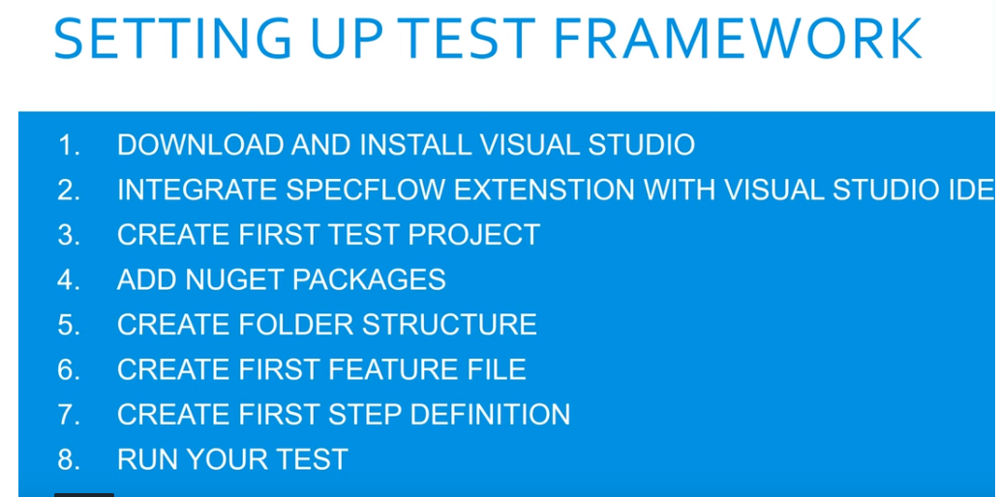 SETTING UP TEST FRAMEWORK
1. DOWNLOAD AND INSTALL VISUAL STUDIO
2. INTEGRATE SPECFLOW EXTENSTION WITH VISUAL STUDIO IDE
3. CREATE FIRST TEST PROJECT
4. ADD NUGET PACKAGES
5. CREATE FOLDER STRUCTURE
6. CREATE FIRST FEATURE FILE
7. CREATE FIRST STEP DEFINITION
8. RUN YOUR TEST